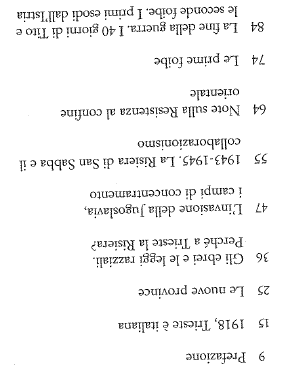 9 Prefazione
15 1918, Trieste è italiana
25 Le nuove province
36 Gli ebrei e le leggi razziali.
Perché a Trieste la Risiera?
47 L'invasione della Jugoslavia,
i campi di concentramento
55 1943-1945. La Risiera di San Sabba e il
collaborazionismo
64 Note sulla Resistenza al confine
orientale
74 Le prime foibe
84 La fine della guerra. I 40 giorni di Tito e
le seconde foibe. I primi esodi dall'Istria